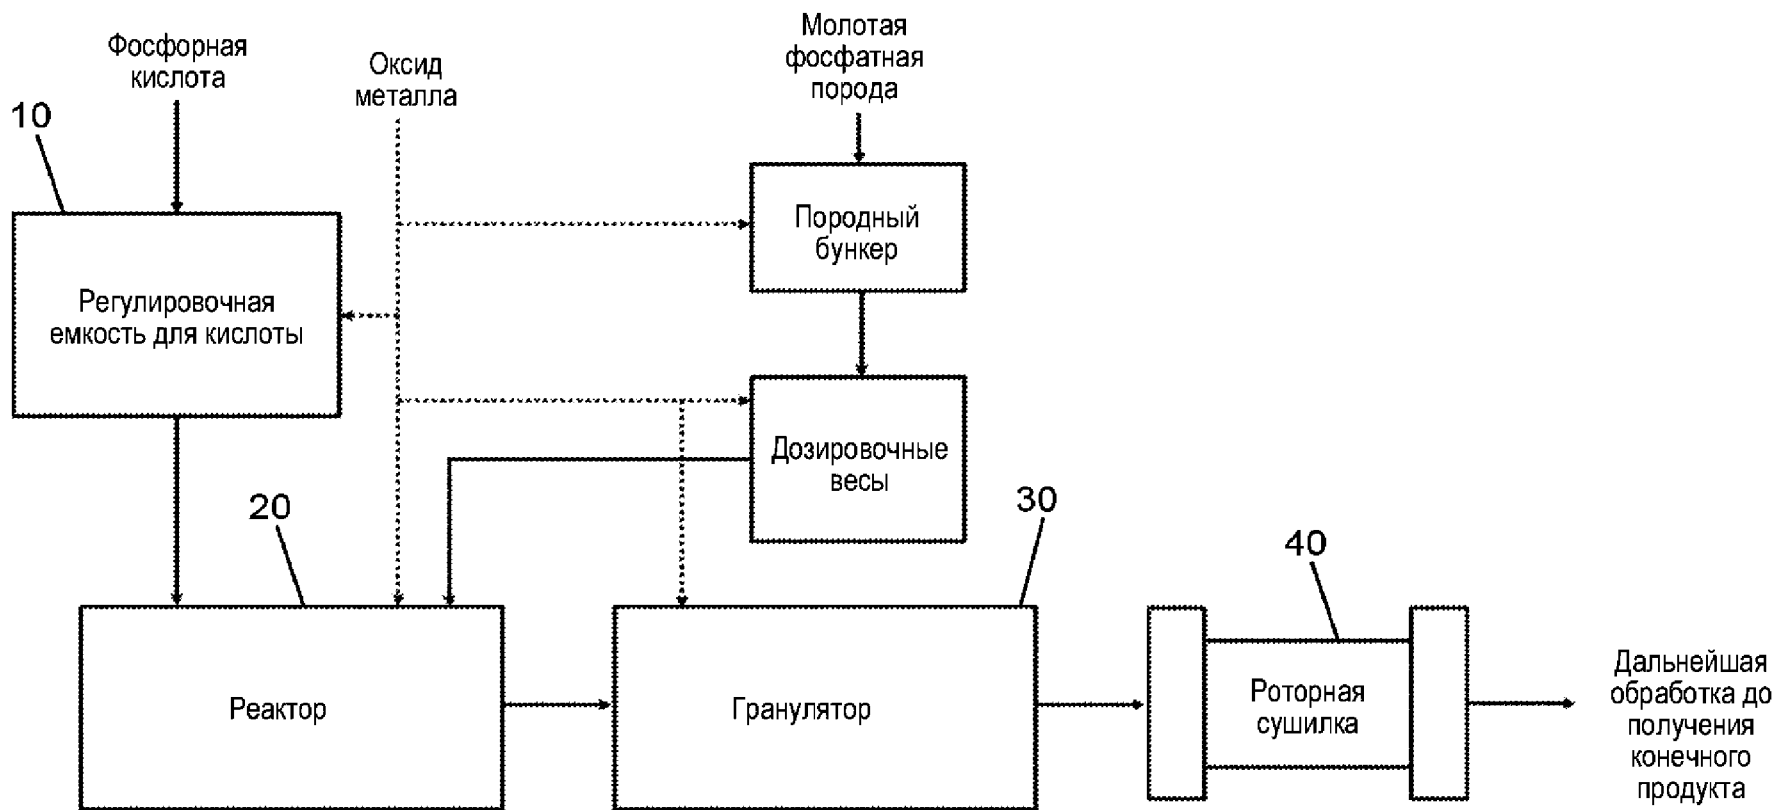 Фосфорная
кислота
Оксид
металла
Молотая
фосфатная
порода
10
Породный
бункер
Регулировочная
емкость для кислоты
Дозировочные
весы
20
30
40
Реактор
Гранулятор
Роторная
сушилка
Дальнейшая
обработка до
получения
конечного
продукта